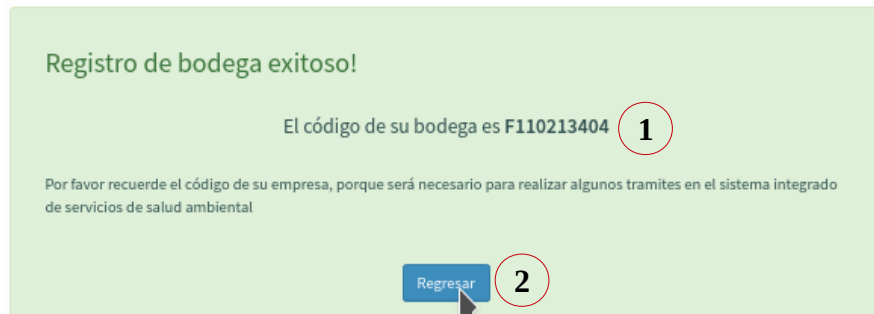 Registro de bodega exitoso!
El código de su bodega es F110213404
1
Por favor recuerde el código de su empresa, porque será necesario para realizar algunos tramites en el sistema integrado
de servicios de salud ambiental
Regresar
2